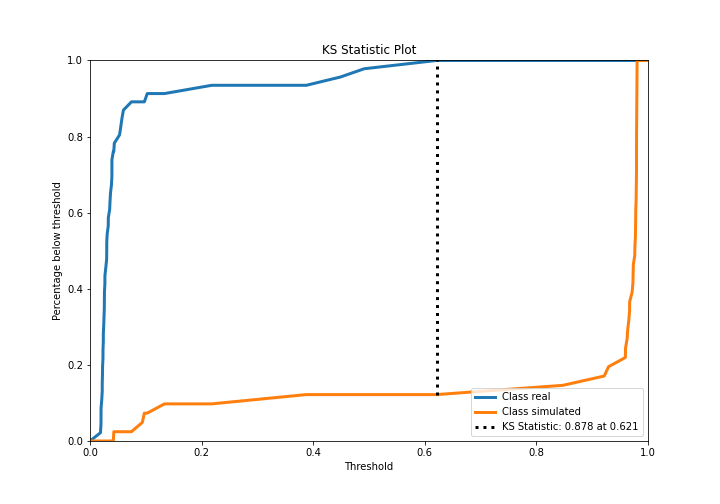 KS Statistic Plot
1.0
0.8
0.6
0.4
0.2
0.0
Percentage below threshold
0.0 0.2 0.4 0.6 0.8 1.0
Threshold
Class real
Class simulated
KS Statistic: 0.878 at 0.621